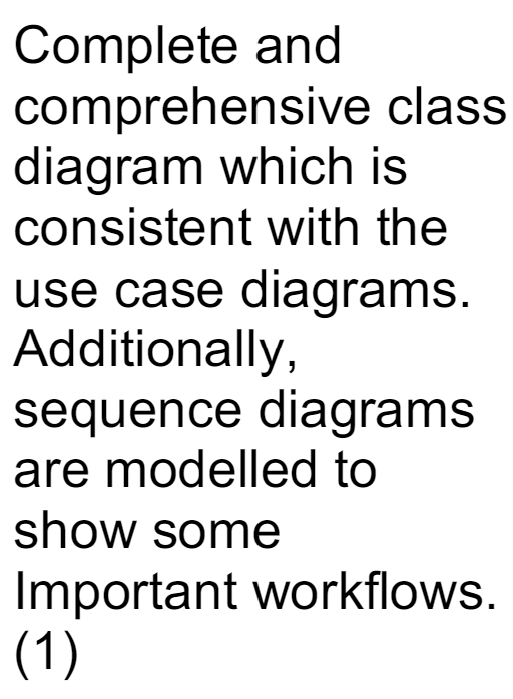 Complete and
comprehensive class
diagram which is
consistent with the
use case diagrams.
Additionally,
sequence diagrams
are modelled to
show some
Important workflows.
(1)